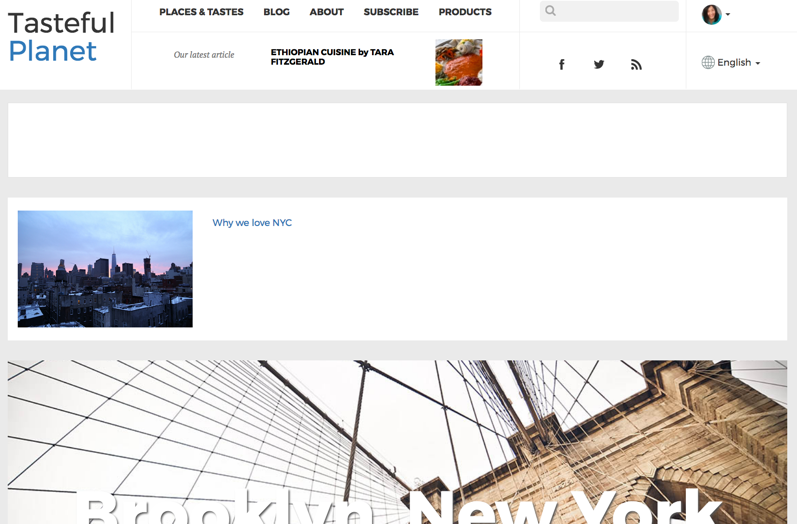 Tasteful
Planet
PLACES & TASTES BLOG ABOUT SUBSCRIBE PRODUCTS
Our latest article
ETHIOPIAN CUISINE by TARA
FITZGERALD
English
Why we love NYC
Brooklyn, New York